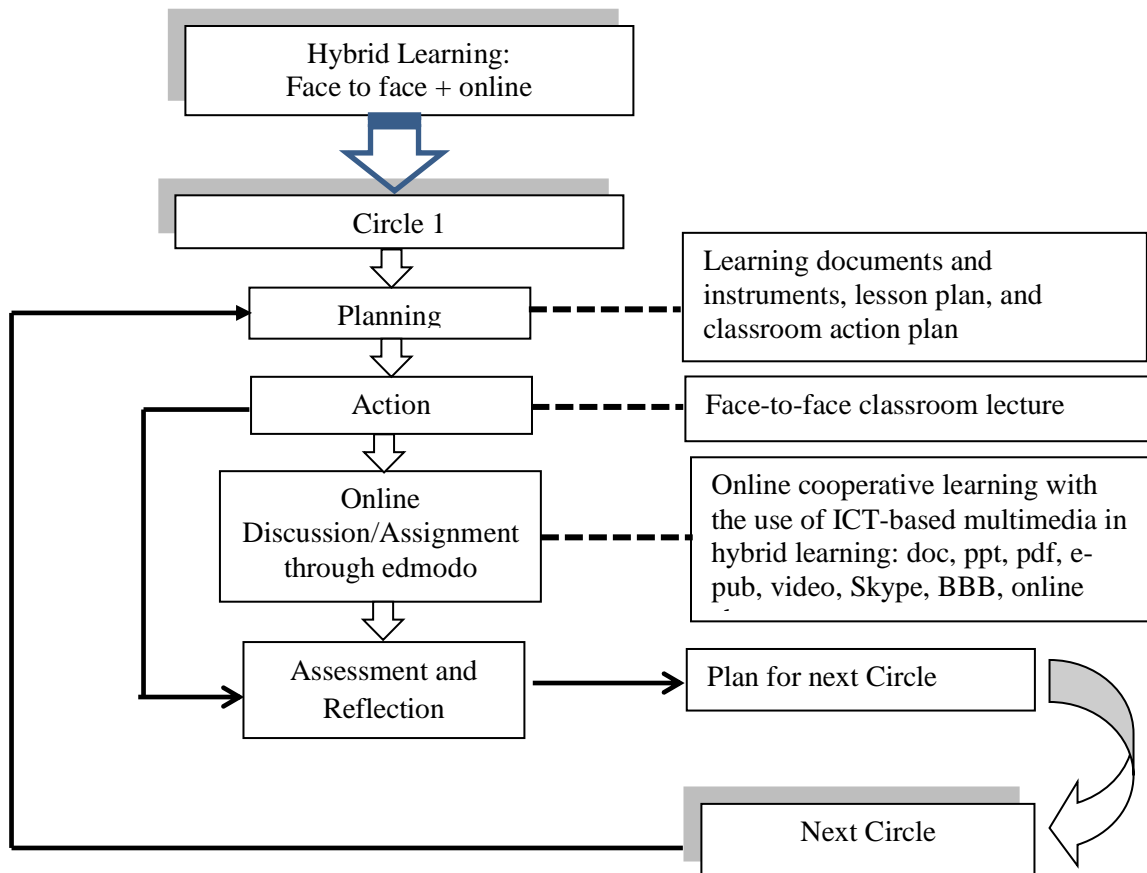 Hybrid Learning:
Face to face + online
Circle 1
Learning documents and
instruments, lesson plan, and
classroom action plan
Planning
Action
Face-to-face classroom lecture
Online
Discussion/Assignment
through edmodo
Online cooperative learning with
the use of ICT-based multimedia in
hybrid learning: doc, ppt, pdf, e-
pub, video, Skype, BBB, online
Assessment and
Reflection
Plan for next Circle
Next Circle